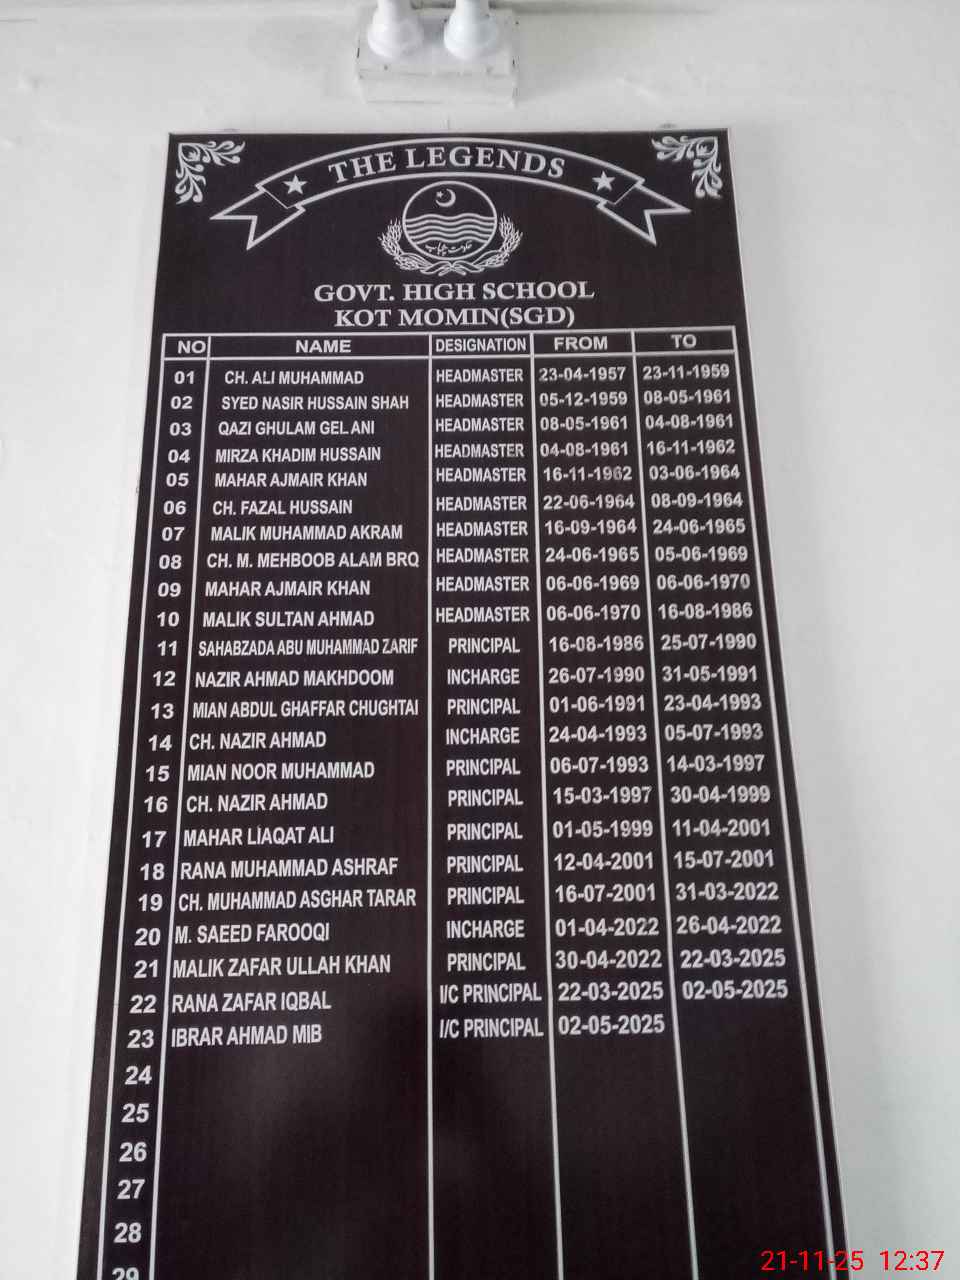 THE LEGENDS
حکومت پنجاب
GOVT. HIGH SCHOOL
KOT MOMIN(SGD)
NO NAME DESIGNATION FROM TO
01 CH. ALI MUHAMMAD HEADMASTER 23-04-1957 23-11-1959
02 SYED NASIR HUSSAIN SHAH HEADMASTER 05-12-1959 08-05-1961
03 QAZI GHULAM GELANI HEADMASTER 08-05-1961 04-08-1961
04 MIRZA KHADIM HUSSAIN HEADMASTER 04-08-1961 16-11-1962
05 MAHAR AJMAIR KHAN HEADMASTER 16-11-1962 03-06-1964
06 CH. FAZAL HUSSAIN HEADMASTER 22-06-1964 08-09-1964
07 MALIK MUHAMMAD AKRAM HEADMASTER 16-09-1964 24-06-1965
08 CH. M. MEHBOOB ALAM BRQ HEADMASTER 24-06-1965 05-06-1969
09 MAHAR AJMAIR KHAN HEADMASTER 06-06-1969 06-06-1970
10 MALIK SULTAN AHMAD HEADMASTER 06-06-1970 16-08-1986
11 SAHABZADA ABU MUHAMMAD ZARIF PRINCIPAL 16-08-1986 25-07-1990
12 NAZIR AHMAD MAKHDOOM INCHARGE 26-07-1990 31-05-1991
13 MIAN ABDUL GHAFFAR CHUGHTAI PRINCIPAL 01-06-1991 23-04-1993
14 CH. NAZIR AHMAD INCHARGE 24-04-1993 05-07-1993
15 MIAN NOOR MUHAMMAD PRINCIPAL 06-07-1993 14-03-1997
16 CH. NAZIR AHMAD PRINCIPAL 15-03-1997 30-04-1999
17 MAHAR LIAQAT ALI PRINCIPAL 01-05-1999 11-04-2001
18 RANA MUHAMMAD ASHRAF PRINCIPAL 12-04-2001 15-07-2001
19 CH. MUHAMMAD ASGHAR TARAR PRINCIPAL 16-07-2001 31-03-2022
20 M. SAEED FAROOQI INCHARGE 01-04-2022 26-04-2022
21 MALIK ZAFAR ULLAH KHAN PRINCIPAL 30-04-2022 22-03-2025
22 RANA ZAFAR IQBAL I/C PRINCIPAL 22-03-2025 02-05-2025
23 IBRAR AHMAD MIB I/C PRINCIPAL 02-05-2025
24
25
26
27
28
29
21-11-25 12:37